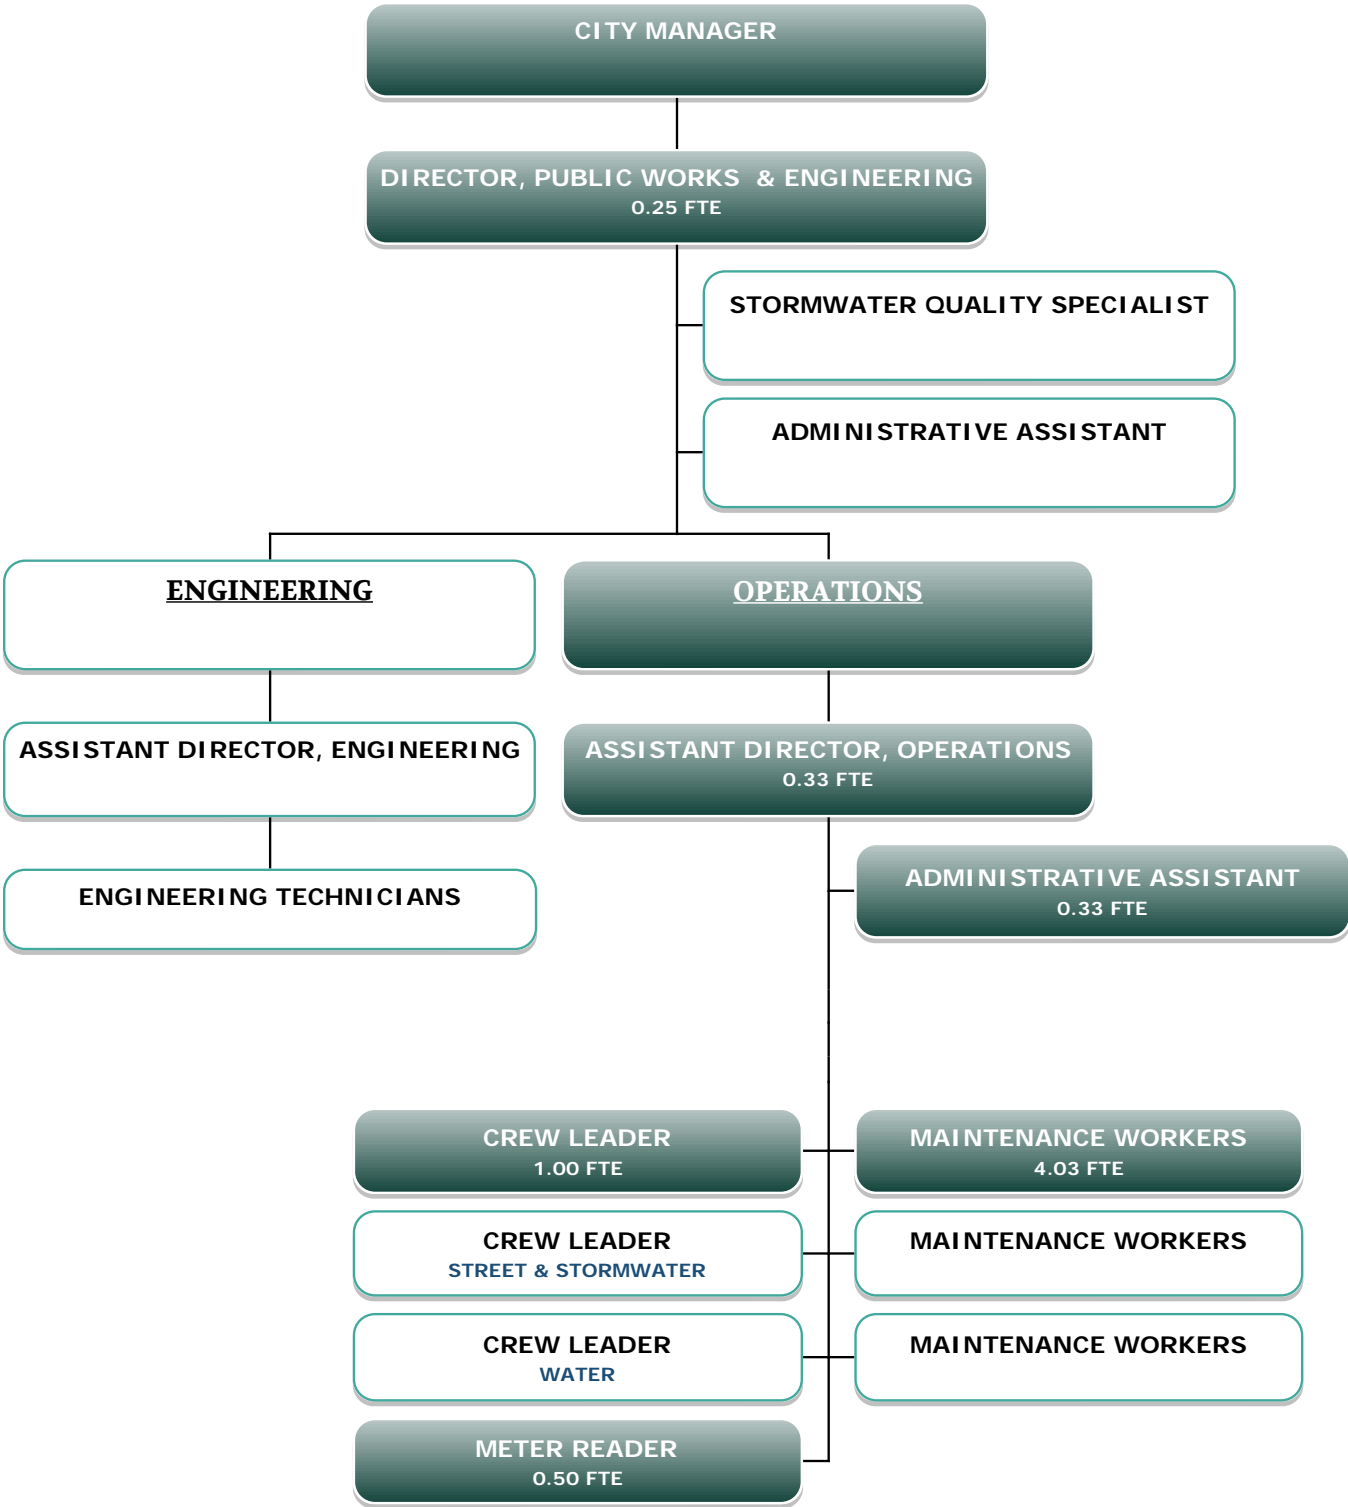 CITY MANAGER
DIRECTOR, PUBLIC WORKS & ENGINEERING
0.25 FTE
STORMWATER QUALITY SPECIALIST
ADMINISTRATIVE ASSISTANT
ENGINEERING
OPERATIONS
ASSISTANT DIRECTOR, ENGINEERING
ASSISTANT DIRECTOR, OPERATIONS
0.33 FTE
ENGINEERING TECHNICIANS
ADMINISTRATIVE ASSISTANT
0.33 FTE
CREW LEADER
1.00 FTE
MAINTENANCE WORKERS
4.03 FTE
CREW LEADER
STREET & STORMWATER
MAINTENANCE WORKERS
CREW LEADER
WATER
MAINTENANCE WORKERS
METER READER
0.50 FTE